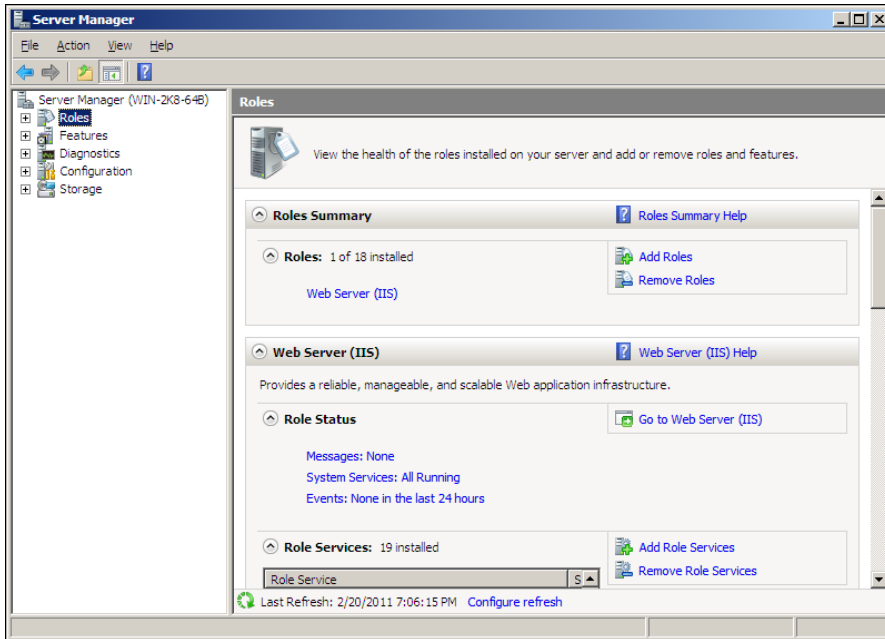 Server Manager
File Action View Help
Server Manager (WIN-2K8-64B)
Roles
Features
Diagnostics
Configuration
Storage
Roles
View the health of the roles installed on your server and add or remove roles and features.
Roles Summary
Roles Summary Help
Roles: 1 of 18 installed
Add Roles
Remove Roles
Web Server (IIS)
Web Server (IIS)
Web Server (IIS) Help
Provides a reliable, manageable, and scalable Web application infrastructure.
Role Status
Go to Web Server (IIS)
Messages: None
System Services: All Running
Events: None in the last 24 hours
Role Services: 19 installed
Add Role Services
Remove Role Services
Role Service S
Last Refresh: 2/20/2011 7:06:15 PM Configure refresh